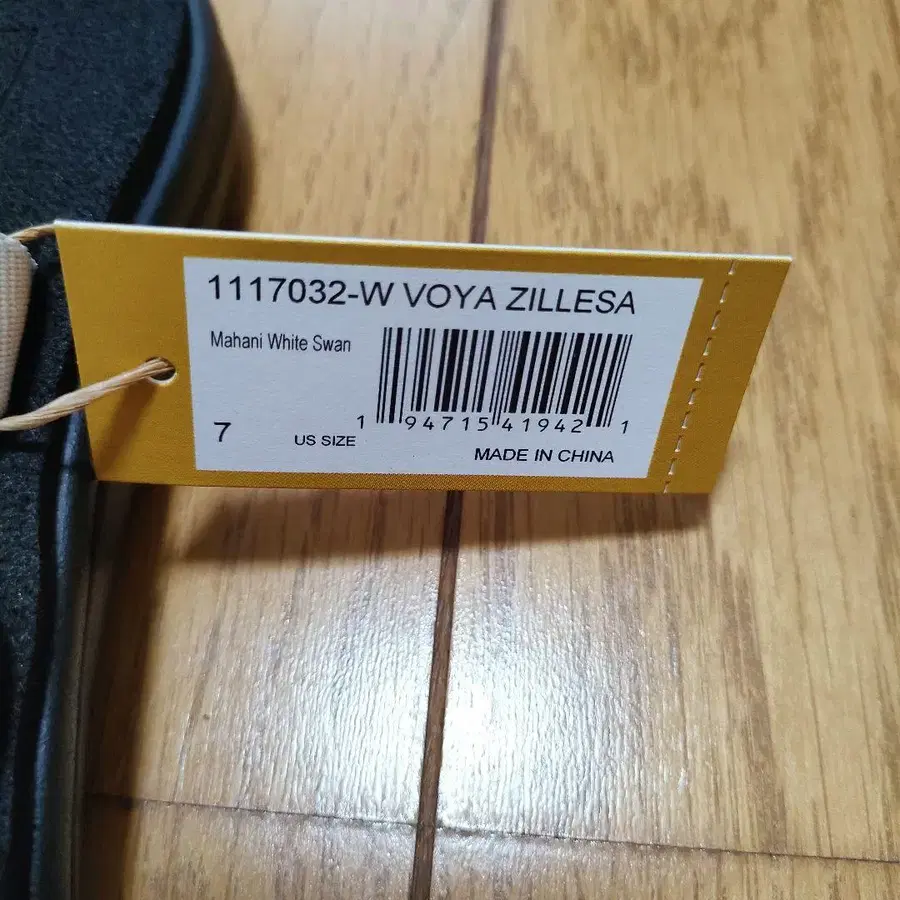 1117032-W VOYA ZILLESA
Mahani White Swan
1 94715 41942 1
7 US SIZE
MADE IN CHINA